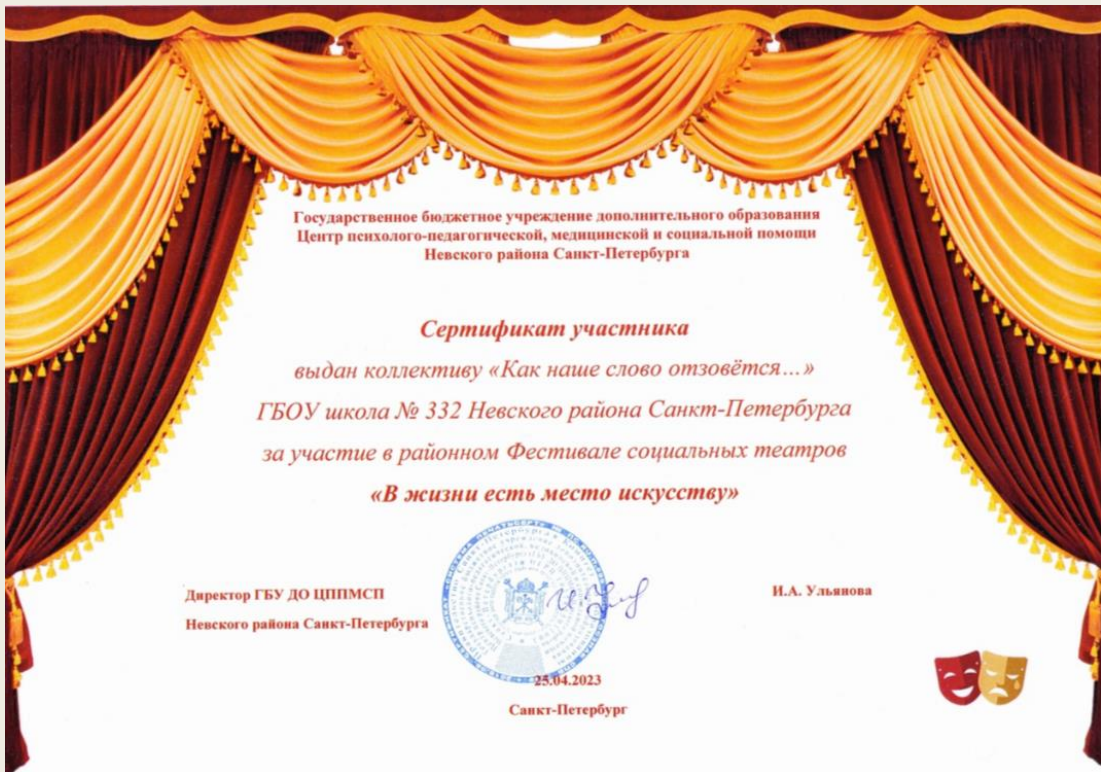 Государственное бюджетное учреждение дополнительного образования
Центр психолого-педагогической, медицинской и социальной помощи
Невского района Санкт-Петербурга
Сертификат участника
выдан коллективу «Как наше слово отзовётся…»
ГБОУ школа № 332 Невского района Санкт-Петербурга
за участие в районном Фестивале социальных театров
«В жизни есть место искусству»
Директор ГБУ ДО ЦППМСП
Невского района Санкт-Петербурга
И.А. Ульянова
25.04.2023
Санкт-Петербург